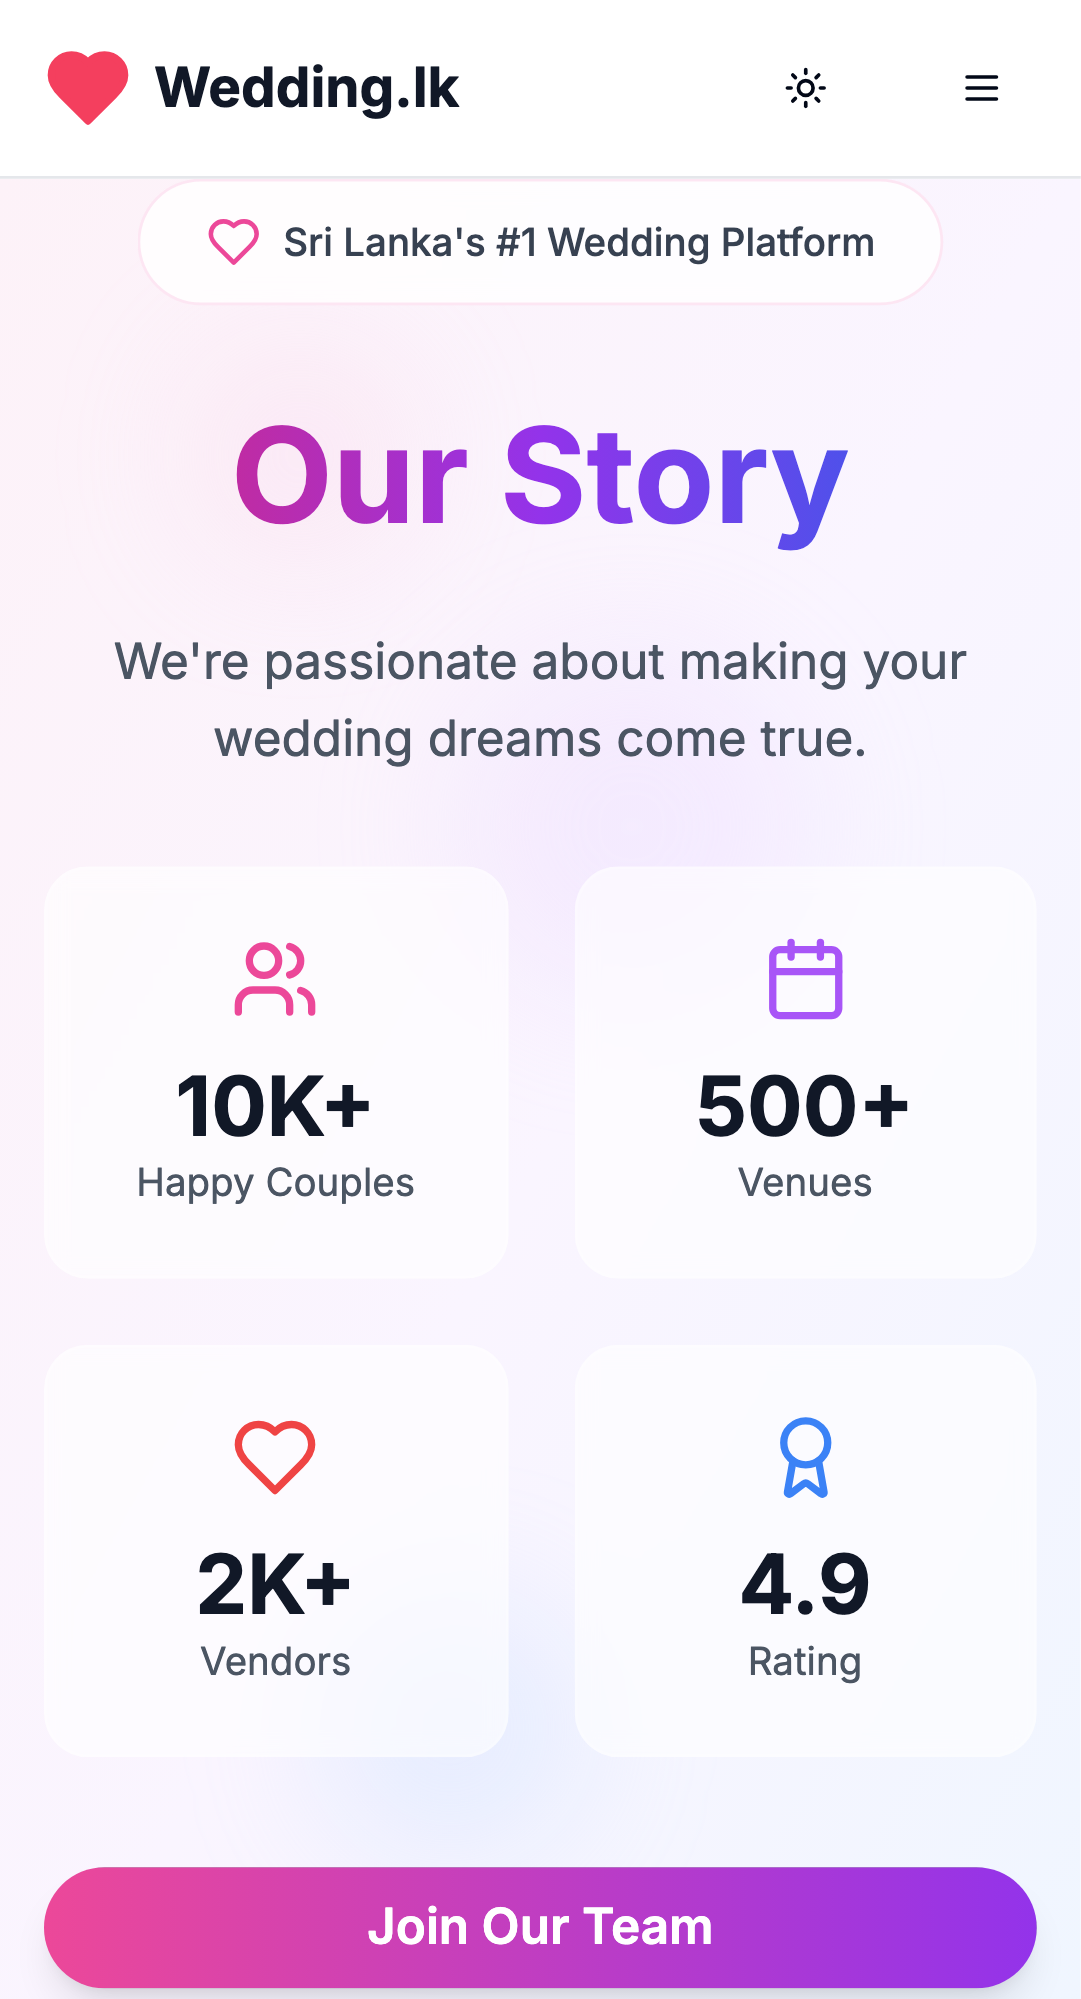 Wedding.lk
Sri Lanka's #1 Wedding Platform
Our Story
We're passionate about making your
wedding dreams come true.
10K+
Happy Couples
500+
Venues
2K+
Vendors
4.9
Rating
Join Our Team